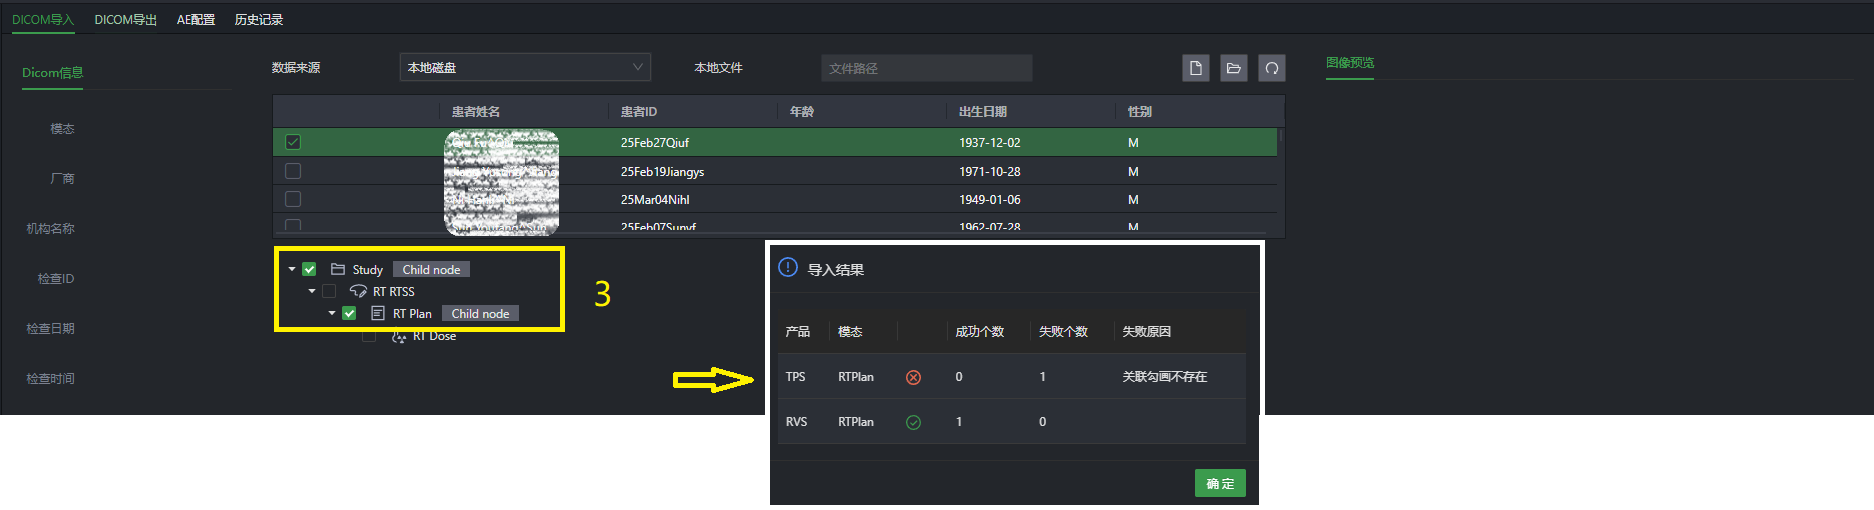 DICOM导入 DICOM导出 AE配置 历史记录
Dicom信息
模态
厂商
机构名称
检查ID
检查日期
检查时间
数据来源 本地磁盘 本地文件 文件路径
患者姓名 患者ID 年龄 出生日期 性别
25Feb27Qiuf 1937-12-02 M
25Feb19Jiangys 1971-10-28 M
25Mar04Nihl 1949-01-06 M
25Feb07Sunyf 1962-07-28 M
Study Child node
RT RTSS
RT Plan Child node
RT Dose
3
图像预览
导入结果
产品 模态 成功个数 失败个数 失败原因
TPS RTPlan 0 1 关联勾画不存在
RVS RTPlan 1 0
确定